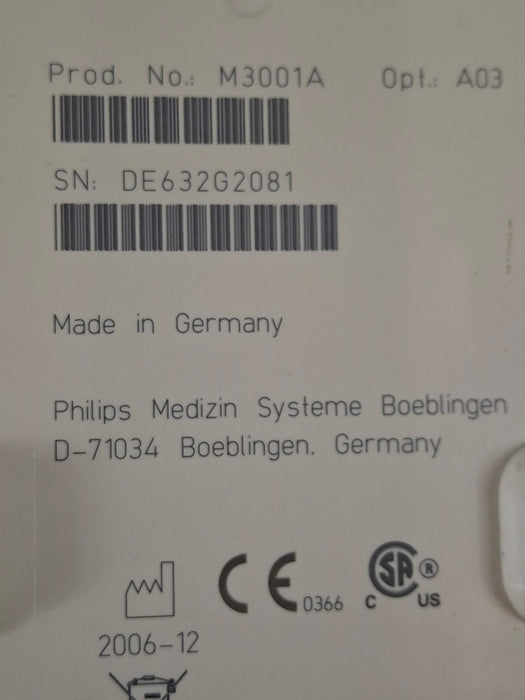 Prod. No.: M3001A Opt.: A03
SN: DE632G2081
Made in Germany
Philips Medizin Systeme Boeblingen
D-71034 Boeblingen, Germany
CE 0366
C SA ® US
2006-12